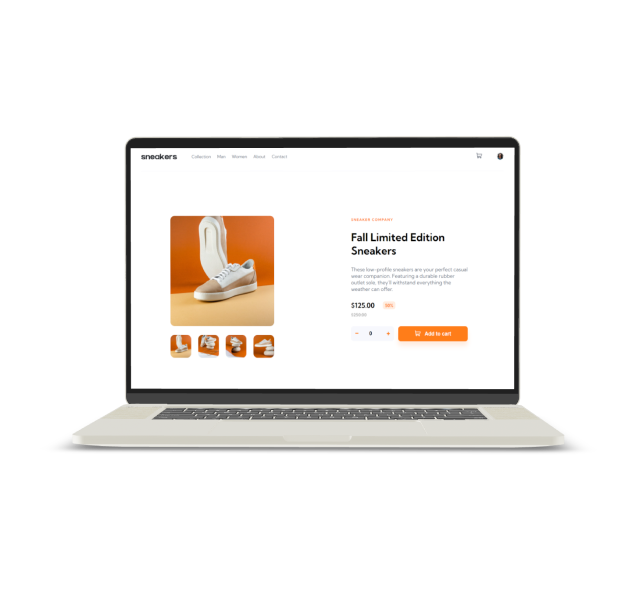 sneakers
Collection Men Women About Contact
SNEAKER COMPANY
Fall Limited Edition
Sneakers
These low-profile sneakers are your perfect casual
wear companion. Featuring a durable rubber
outer sole, they'll withstand everything the
weather can offer.
$125.00 50%
$250.00
- 0 +
Add to cart